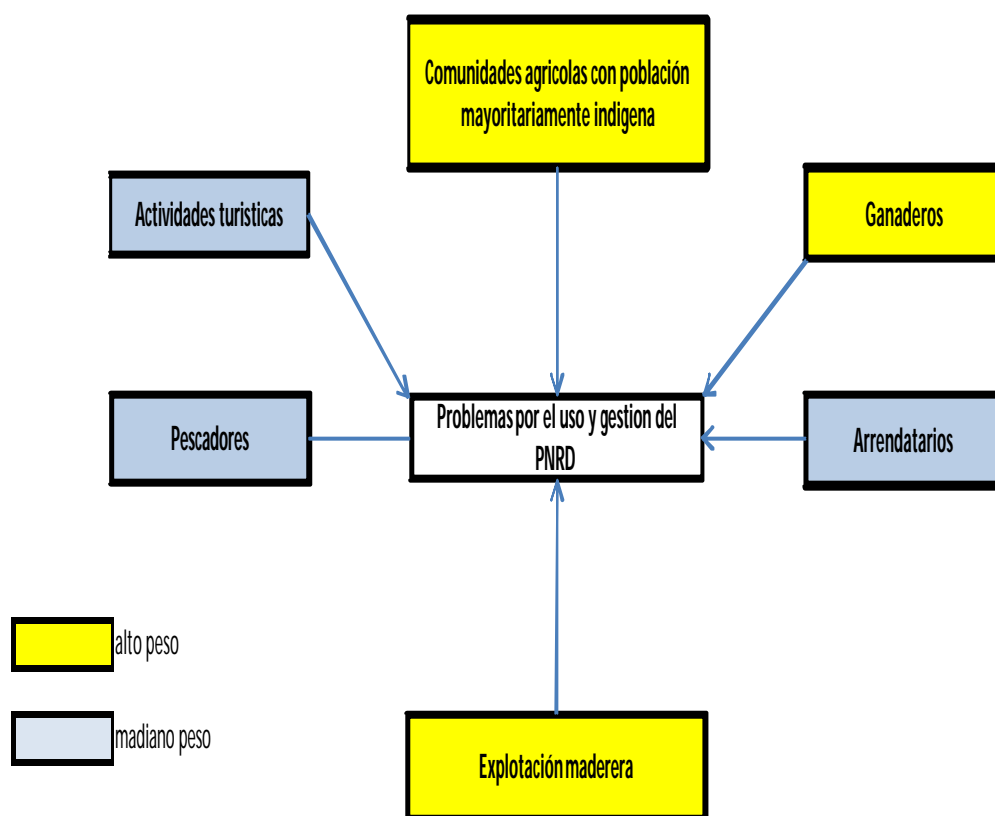 Comunidades agricolas con población
mayoritariamente indigena
Actividades turisticas
Ganaderos
Pescadores
Problemas por el uso y gestion del
PNRD
Arrendatarios
alto peso
madiano peso
Explotación maderera